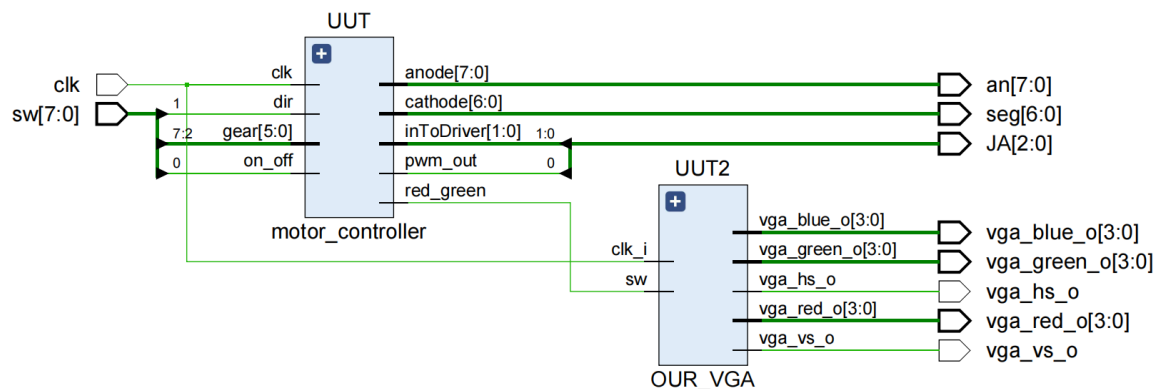 UUT
clk
clk
anode[7:0]
an[7:0]
sw[7:0]
1
dir
cathode[6:0]
seg[6:0]
7:2
gear[5:0]
inToDriver[1:0]
1:0
JA[2:0]
0
on_off
pwm_out
0
red_green
motor_controller
UUT2
clk_i
vga_blue_o[3:0]
vga_blue_o[3:0]
sw
vga_green_o[3:0]
vga_green_o[3:0]
vga_hs_o
vga_hs_o
vga_red_o[3:0]
vga_red_o[3:0]
vga_vs_o
vga_vs_o
OUR_VGA